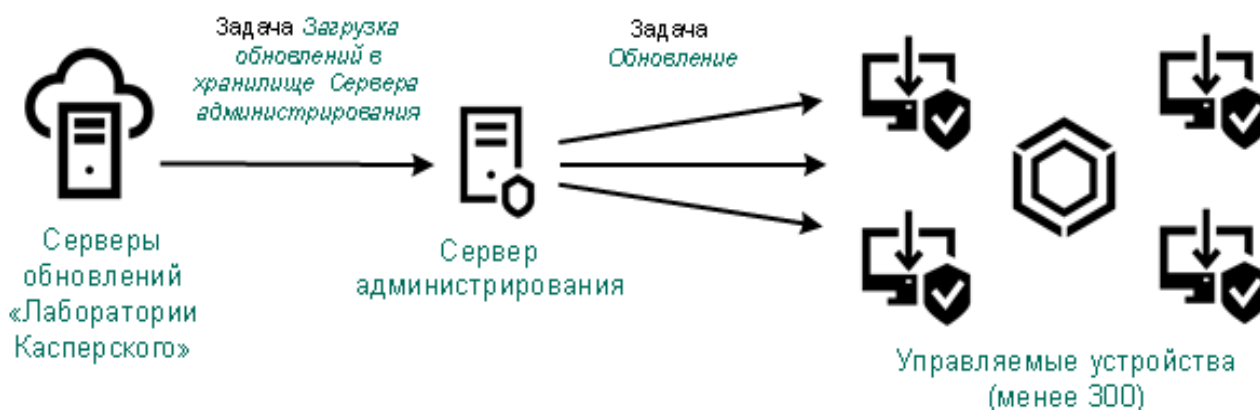 Задача Загрузка
обновлений в
хранилище Сервера
администрирования
Задача
Обновление
Серверы
обновлений
«Лаборатории
Касперского»
Сервер
администрирования
Управляемые устройства
(менее 300)